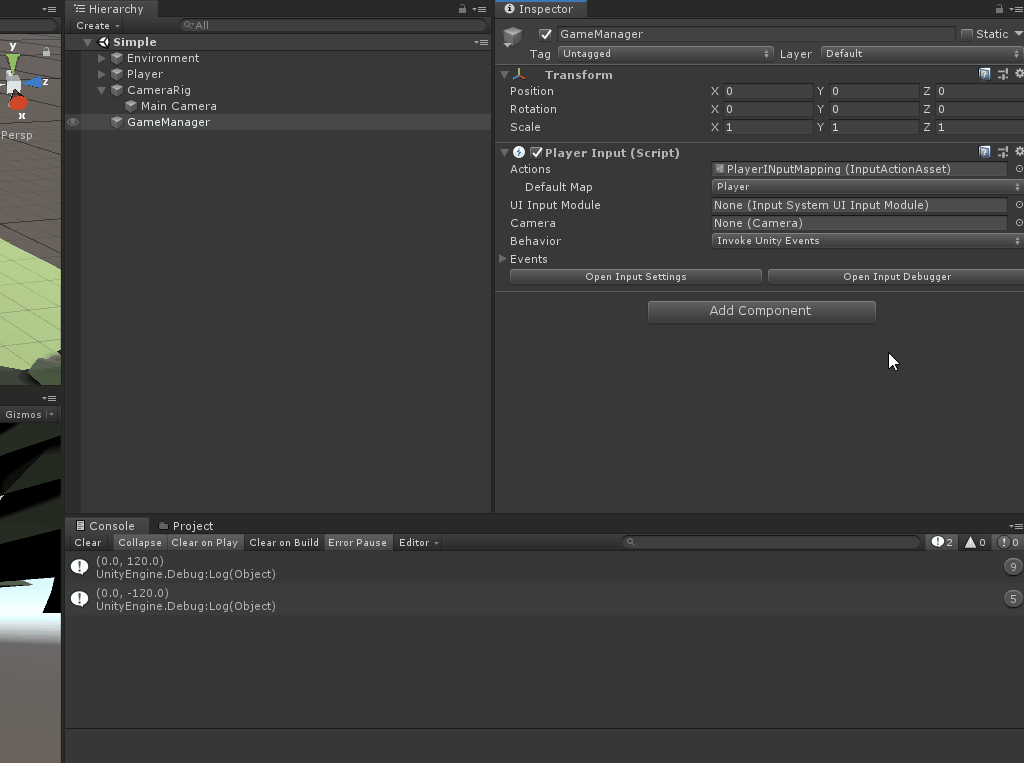 Hierarchy
Create
All
Simple
Environment
Player
CameraRig
Main Camera
GameManager
y
z
x
Persp
Gizmos
Inspector
GameManager
Static
Tag Untagged Layer Default
Transform
Position X 0 Y 0 Z 0
Rotation X 0 Y 0 Z 0
Scale X 1 Y 1 Z 1
Player Input (Script)
Actions PlayerINputMapping (InputActionAsset)
Default Map Player
UI Input Module None (Input System UI Input Module)
Camera None (Camera)
Behavior Invoke Unity Events
Events
Open Input Settings Open Input Debugger
Add Component
Console Project
Clear Collapse Clear on Play Clear on Build Error Pause Editor 2 0 0
(0.0, 120.0)
UnityEngine.Debug:Log(Object)
9
(0.0, -120.0)
UnityEngine.Debug:Log(Object)
5